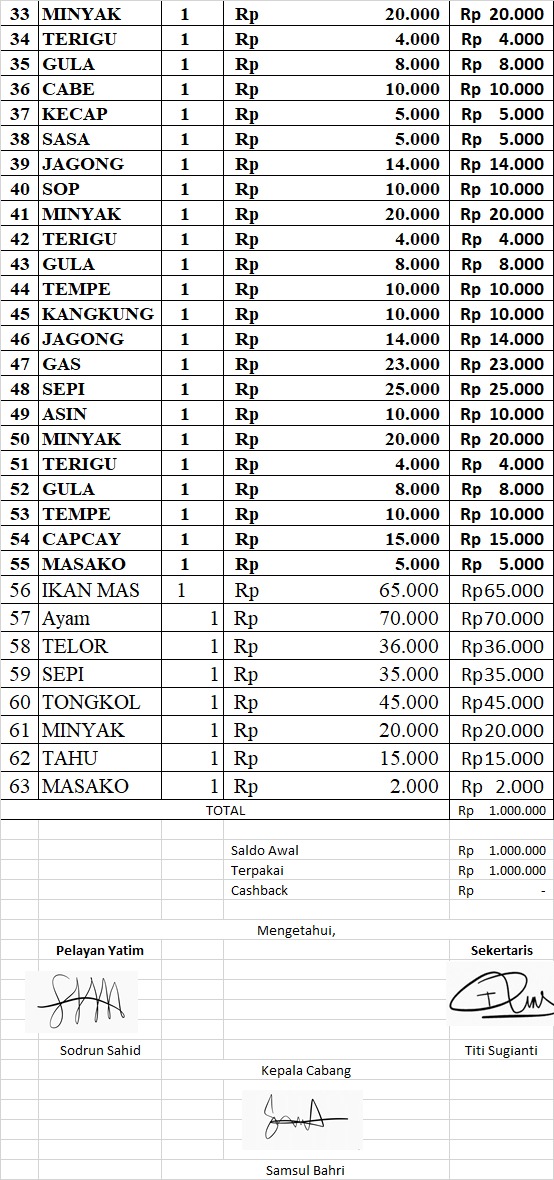 33 MINYAK 1 Rp 20.000 Rp 20.000
34 TERIGU 1 Rp 4.000 Rp 4.000
35 GULA 1 Rp 8.000 Rp 8.000
36 CABE 1 Rp 10.000 Rp 10.000
37 KECAP 1 Rp 5.000 Rp 5.000
38 SASA 1 Rp 5.000 Rp 5.000
39 JAGONG 1 Rp 14.000 Rp 14.000
40 SOP 1 Rp 10.000 Rp 10.000
41 MINYAK 1 Rp 20.000 Rp 20.000
42 TERIGU 1 Rp 4.000 Rp 4.000
43 GULA 1 Rp 8.000 Rp 8.000
44 TEMPE 1 Rp 10.000 Rp 10.000
45 KANGKUNG 1 Rp 10.000 Rp 10.000
46 JAGONG 1 Rp 14.000 Rp 14.000
47 GAS 1 Rp 23.000 Rp 23.000
48 SEPI 1 Rp 25.000 Rp 25.000
49 ASIN 1 Rp 10.000 Rp 10.000
50 MINYAK 1 Rp 20.000 Rp 20.000
51 TERIGU 1 Rp 4.000 Rp 4.000
52 GULA 1 Rp 8.000 Rp 8.000
53 TEMPE 1 Rp 10.000 Rp 10.000
54 CAPCAY 1 Rp 15.000 Rp 15.000
55 MASAKO 1 Rp 5.000 Rp 5.000
56 IKAN MAS 1 Rp 65.000 Rp65.000
57 Ayam 1 Rp 70.000 Rp70.000
58 TELOR 1 Rp 36.000 Rp36.000
59 SEPI 1 Rp 35.000 Rp35.000
60 TONGKOL 1 Rp 45.000 Rp45.000
61 MINYAK 1 Rp 20.000 Rp20.000
62 TAHU 1 Rp 15.000 Rp15.000
63 MASAKO 1 Rp 2.000 Rp 2.000
TOTAL Rp 1.000.000
Saldo Awal Rp 1.000.000
Terpakai Rp 1.000.000
Cashback Rp -
Mengetahui,
Pelayan Yatim Sekertaris
Sodrun Sahid Titi Sugianti
Kepala Cabang
Samsul Bahri